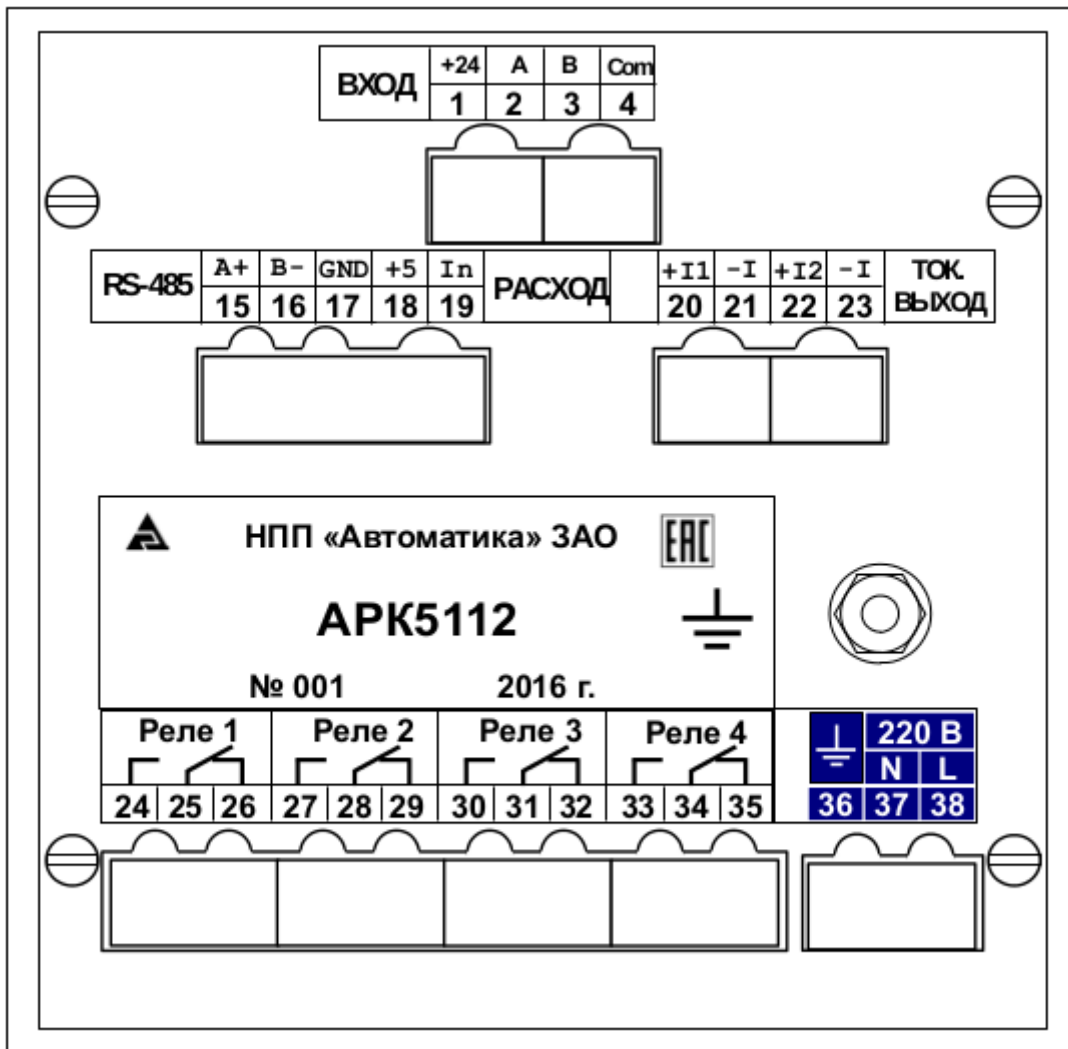 ВХОД +24 A B Com
1 2 3 4
RS-485 A+ B- GND +5 In РАСХОД +I1 -I +I2 -I ТОК. ВЫХОД
15 16 17 18 19 20 21 22 23
НПП «Автоматика» ЗАО EAC
АРК5112
№ 001 2016 г.
Реле 1 Реле 2 Реле 3 Реле 4 220 В
N L
24 25 26 27 28 29 30 31 32 33 34 35 36 37 38